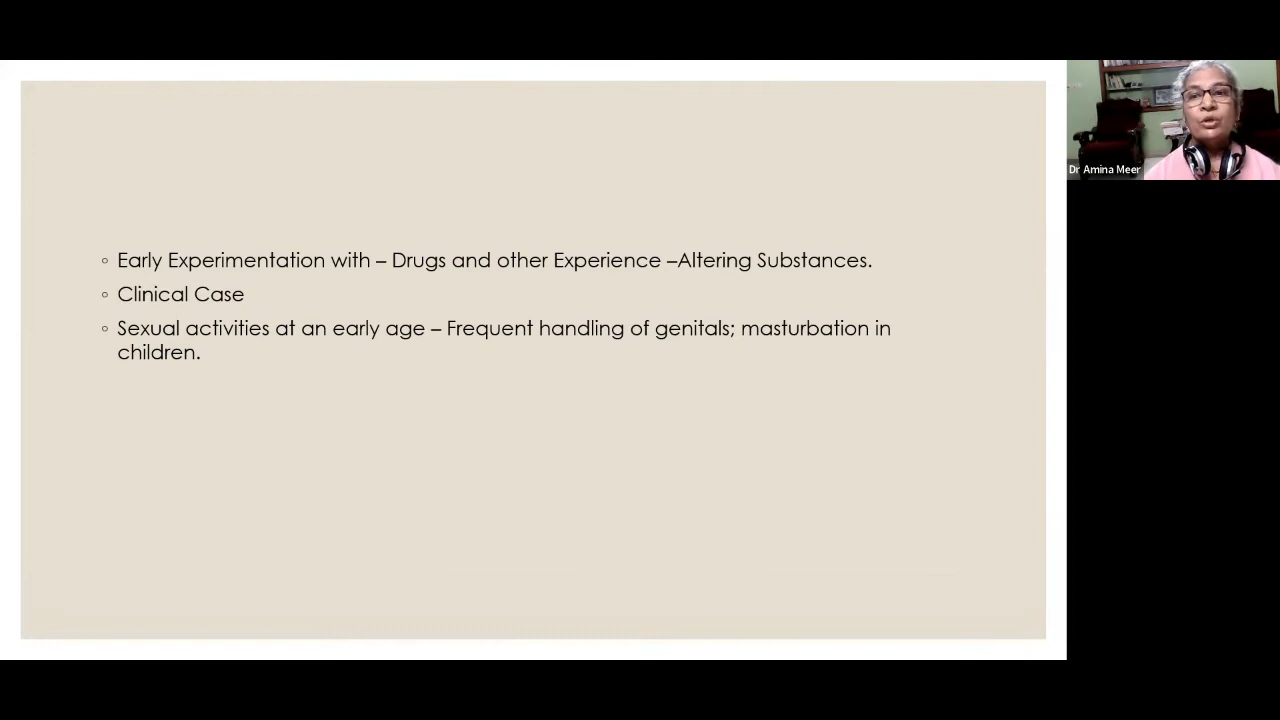 ◦ Early Experimentation with – Drugs and other Experience –Altering Substances.
◦ Clinical Case
◦ Sexual activities at an early age – Frequent handling of genitals; masturbation in
children.
Dr Amina Meer